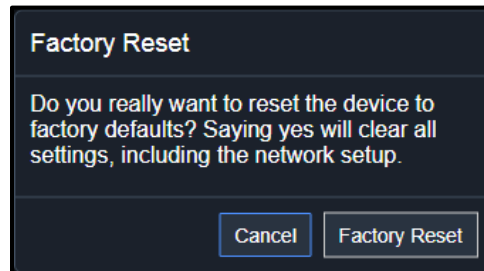 Factory Reset
Do you really want to reset the device to
factory defaults? Saying yes will clear all
settings, including the network setup.
Cancel Factory Reset